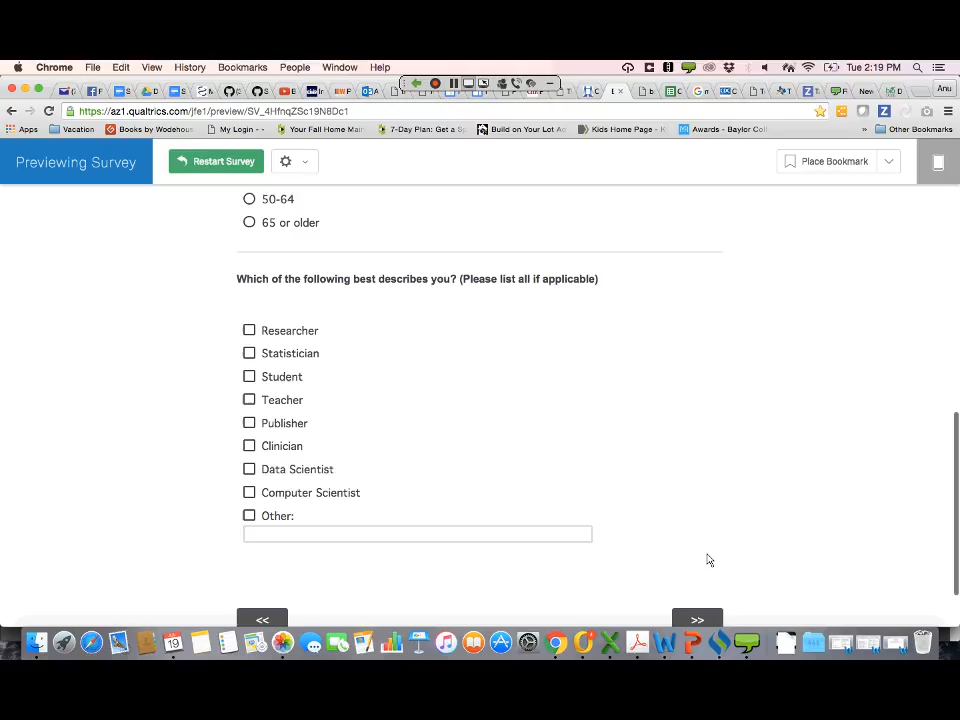 Chrome File Edit View History Bookmarks People Window Help Tue 2:19 PM
Anu
https://az1.qualtrics.com/jfe1/preview/SV_4HfnqZSc19N8Dc1
Apps Vacation Books by Wodehous My Login - Your Fall Home Main 7-Day Plan: Get a Sp Build on Your Lot Ad Kids Home Page - K Awards - Baylor Coll » Other Bookmarks
Previewing Survey Restart Survey Place Bookmark
50-64
65 or older
Which of the following best describes you? (Please list all if applicable)
Researcher
Statistician
Student
Teacher
Publisher
Clinician
Data Scientist
Computer Scientist
Other:
<< >>